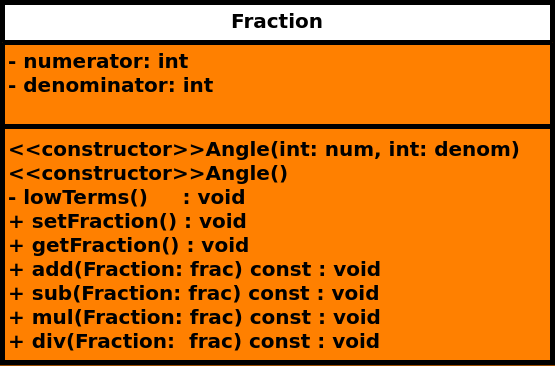 Fraction
- numerator: int
- denominator: int
<<constructor>>Angle(int: num, int: denom)
<<constructor>>Angle()
- lowTerms()     : void
+ setFraction() : void
+ getFraction() : void
+ add(Fraction: frac) const : void
+ sub(Fraction: frac) const : void
+ mul(Fraction: frac) const : void
+ div(Fraction:  frac) const : void